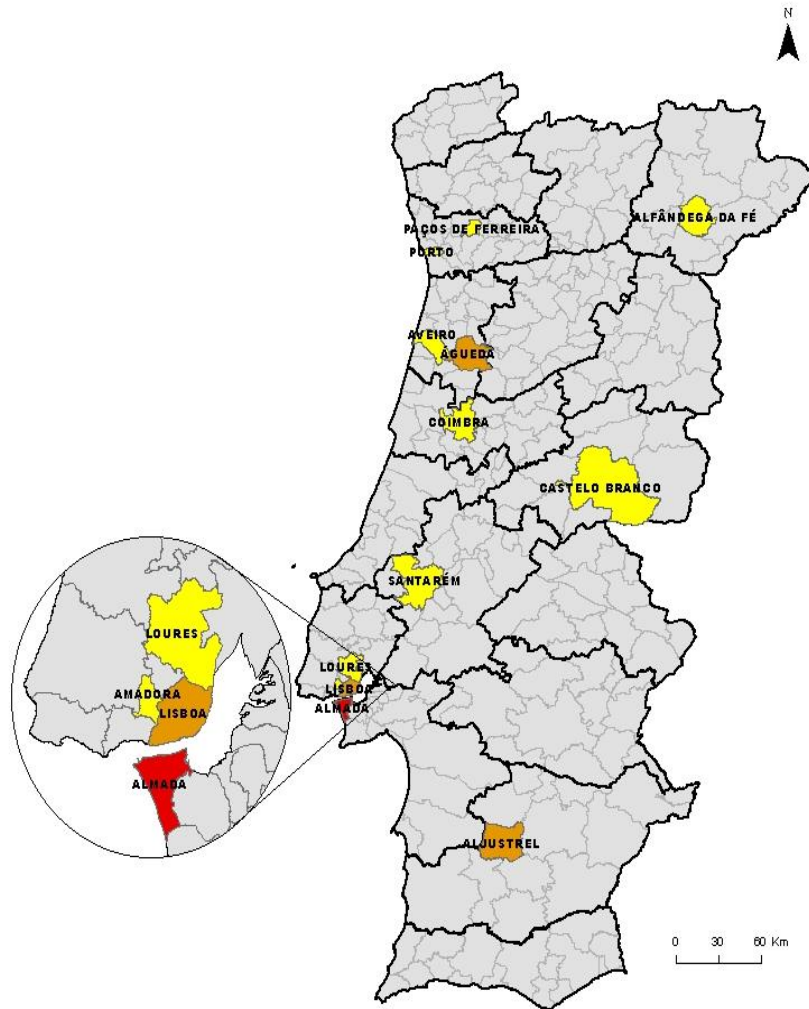 N
ALFÂNDEGA DA FÉ
PAÇOS DE FERREIRA
PORTO
AVEIRO
ÁGUEDA
COIMBRA
CASTELO BRANCO
SANTARÉM
LOURES
LISBOA
ALMADA
LOURES
AMADORA
LISBOA
ALMADA
ALJUSTREL
0 30 60 Km